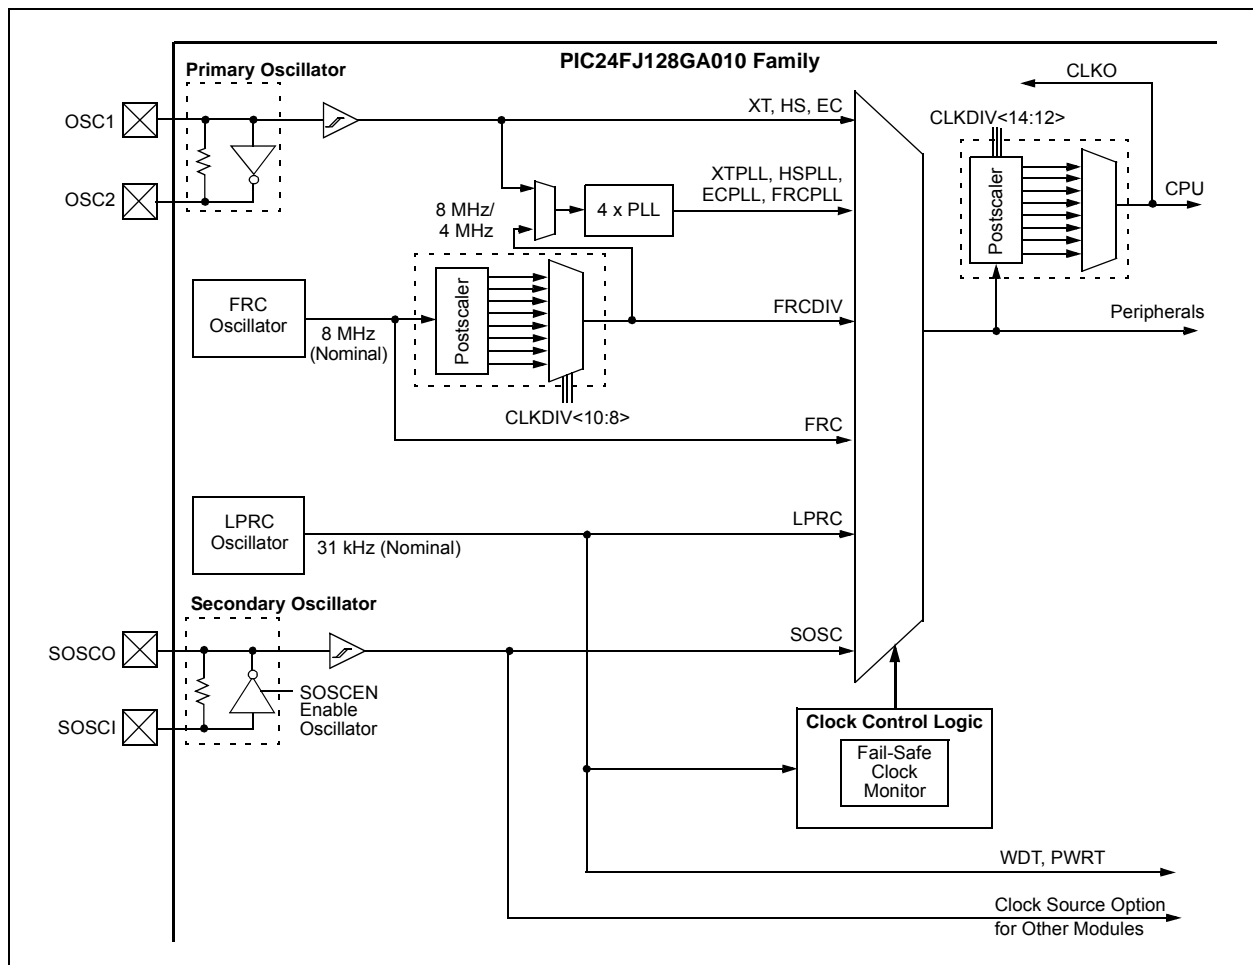 PIC24FJ128GA010 Family
Primary Oscillator
OSC1
OSC2
XT, HS, EC
XTPLL, HSPLL,
ECPLL, FRCPLL
8 MHz/
4 MHz
4 x PLL
CLKO
CLKDIV<14:12>
Postscaler
CPU
Peripherals
FRC
Oscillator
8 MHz
(Nominal)
Postscaler
CLKDIV<10:8>
FRCDIV
FRC
LPRC
Oscillator
31 kHz (Nominal)
LPRC
Secondary Oscillator
SOSCO
SOSCI
SOSCEN
Enable
Oscillator
SOSC
Clock Control Logic
Fail-Safe
Clock
Monitor
WDT, PWRT
Clock Source Option
for Other Modules